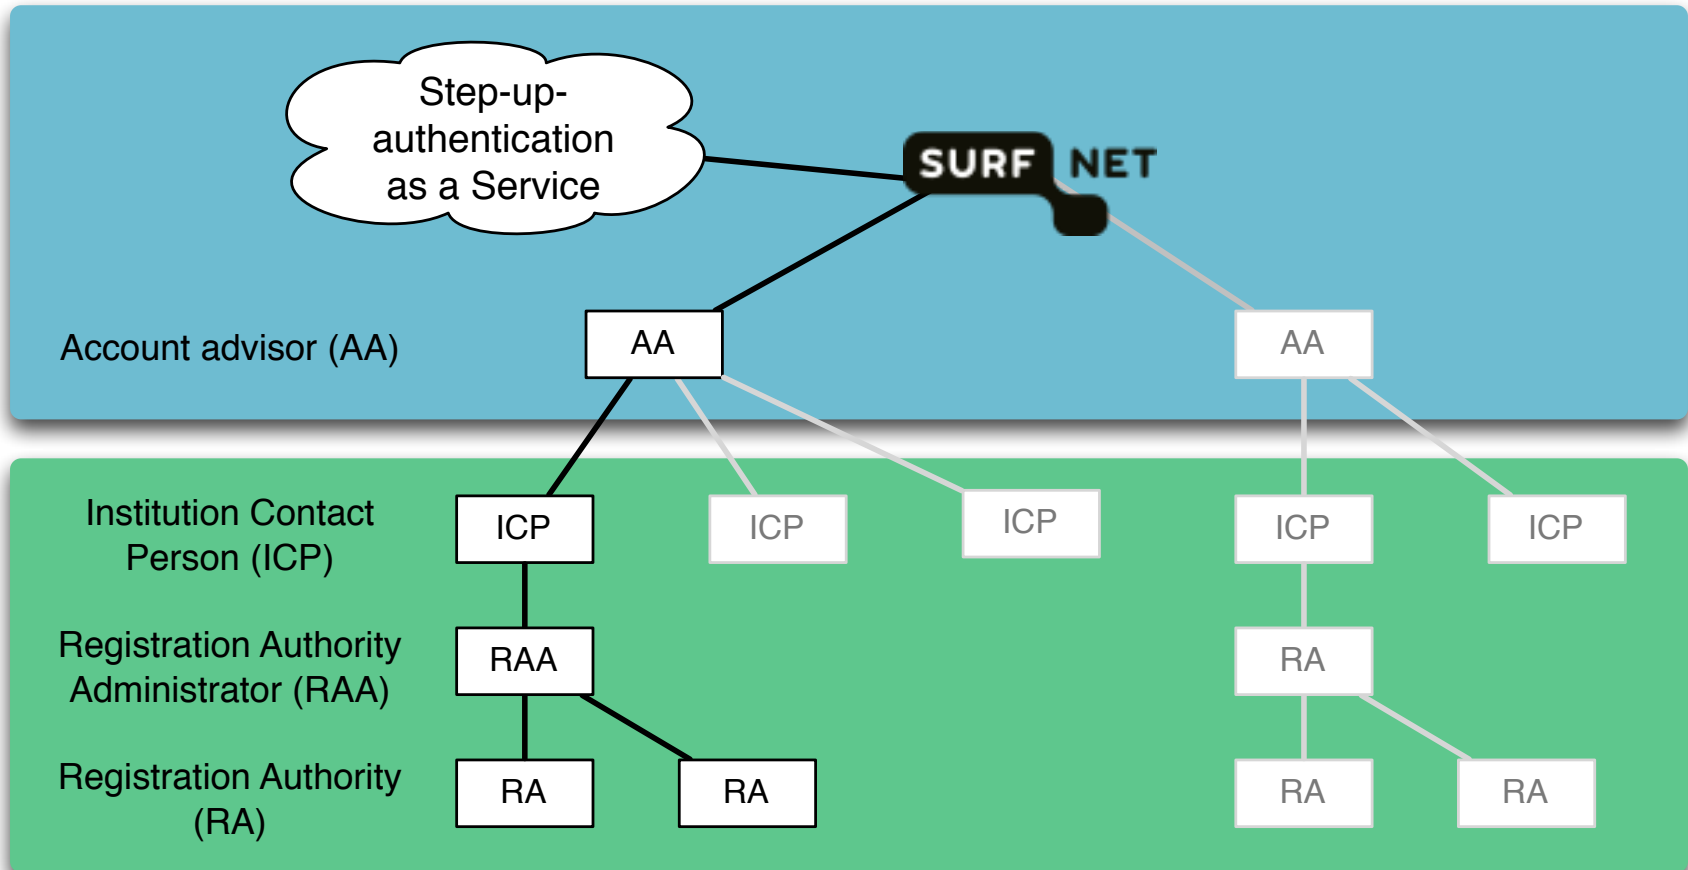 Step-up-
authentication
as a Service
SURF NET
Account advisor (AA)
AA
AA
Institution Contact
Person (ICP)
ICP
ICP
ICP
ICP
ICP
Registration Authority
Administrator (RAA)
RAA
RA
Registration Authority
(RA)
RA
RA
RA
RA